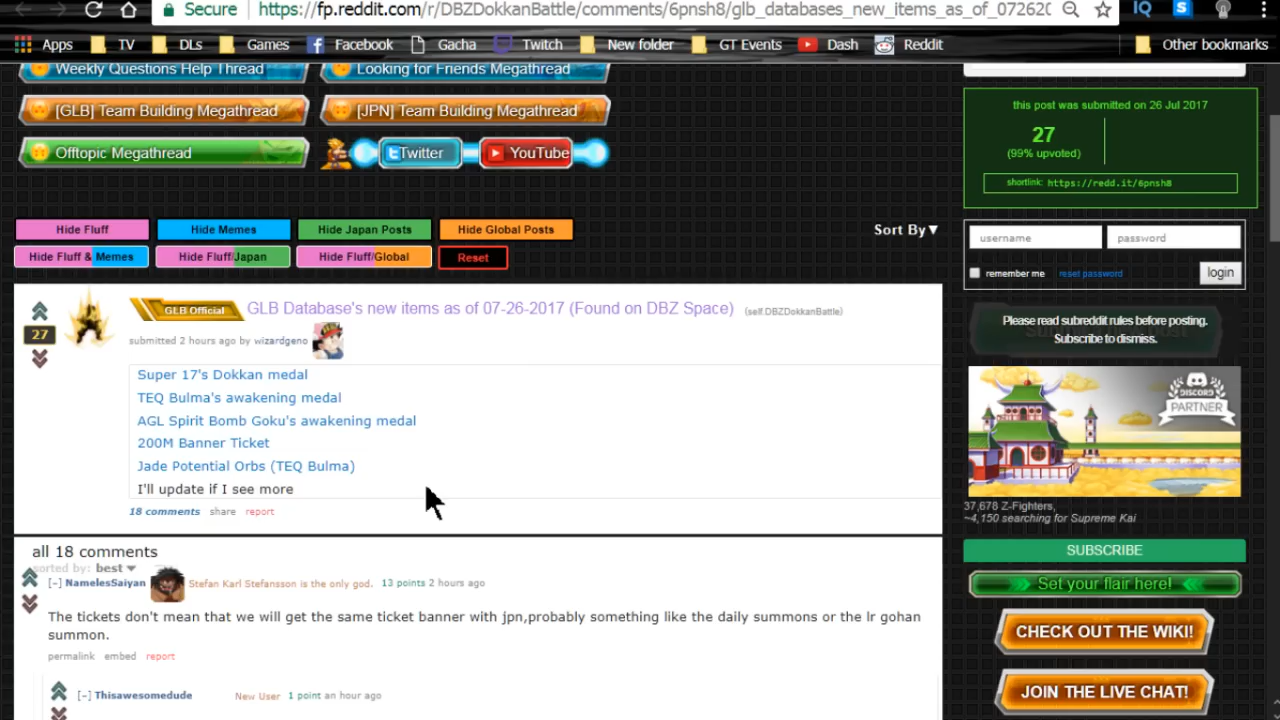 Secure
https://fp.reddit.com/r/DBZDokkanBattle/comments/6pnsh8/glb_databases_new_items_as_of_072620
Apps TV DLs Games Facebook Gacha Twitch New folder GT Events Dash Reddit Other bookmarks
Weekly Questions Help Thread
Looking for Friends Megathread
[GLB] Team Building Megathread
[JPN] Team Building Megathread
Offtopic Megathread
Twitter
YouTube
Hide Fluff
Hide Memes
Hide Japan Posts
Hide Global Posts
Hide Fluff & Memes
Hide Fluff/Japan
Hide Fluff/Global
Reset
Sort By▼
27
GLB Official
GLB Database's new items as of 07-26-2017 (Found on DBZ Space) (self.DBZDokkanBattle)
submitted 2 hours ago by wizardgeno
Super 17's Dokkan medal
TEQ Bulma's awakening medal
AGL Spirit Bomb Goku's awakening medal
200M Banner Ticket
Jade Potential Orbs (TEQ Bulma)
I'll update if I see more
18 comments share report
all 18 comments
sorted by: best ▼
[–] NamelesSaiyan Stefan Karl Stefansson is the only god. 13 points 2 hours ago
The tickets don't mean that we will get the same ticket banner with jpn,probably something like the daily summons or the lr gohan
summon.
permalink embed report
[–] Thisawesomedude New User 1 point an hour ago
this post was submitted on 26 Jul 2017
27
(99% upvoted)
shortlink: https://redd.it/6pnsh8
username
password
remember me
reset password
login
Please read subreddit rules before posting.
Subscribe to dismiss.
DISCORD
PARTNER
37,678 Z-Fighters,
~4,150 searching for Supreme Kai
SUBSCRIBE
Set your flair here!
CHECK OUT THE WIKI!
JOIN THE LIVE CHAT!